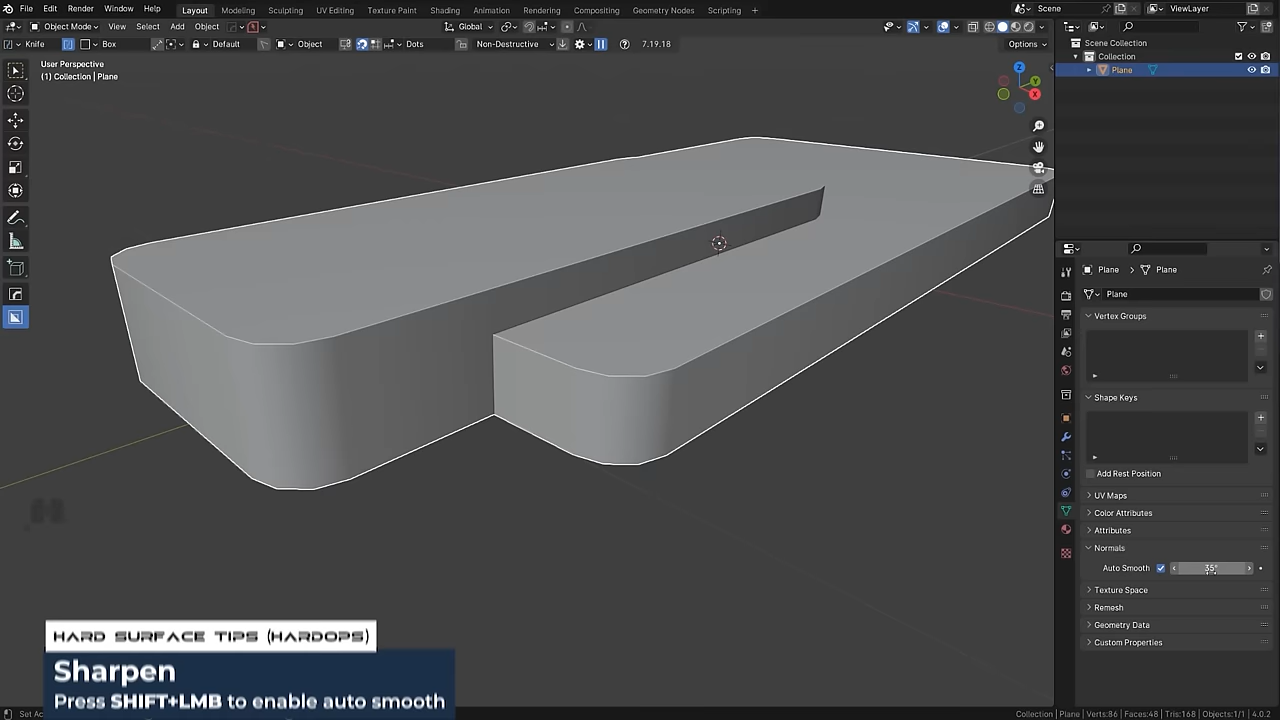 File Edit Render Window Help Layout Modeling Sculpting UV Editing Texture Paint Shading Animation Rendering Compositing Geometry Nodes Scripting + Scene ViewLayer
Object Mode View Select Add Object Global
Knife Box Default Object Dots Non-Destructive 7.19.18 Options
User Perspective
(1) Collection | Plane
Z
Y
X
Scene Collection
Collection
Plane
Plane Plane
Plane
Vertex Groups
Shape Keys
Add Rest Position
UV Maps
Color Attributes
Attributes
Normals
Auto Smooth 35°
Texture Space
Remesh
Geometry Data
Custom Properties
HARD SURFACE TIPS (HARDOPS)
Sharpen
Press SHIFT+LMB to enable auto smooth
Set Ac
Collection | Plane | Verts:86 | Faces:48 | Tris:168 | Objects:1/1 | 4.0.2